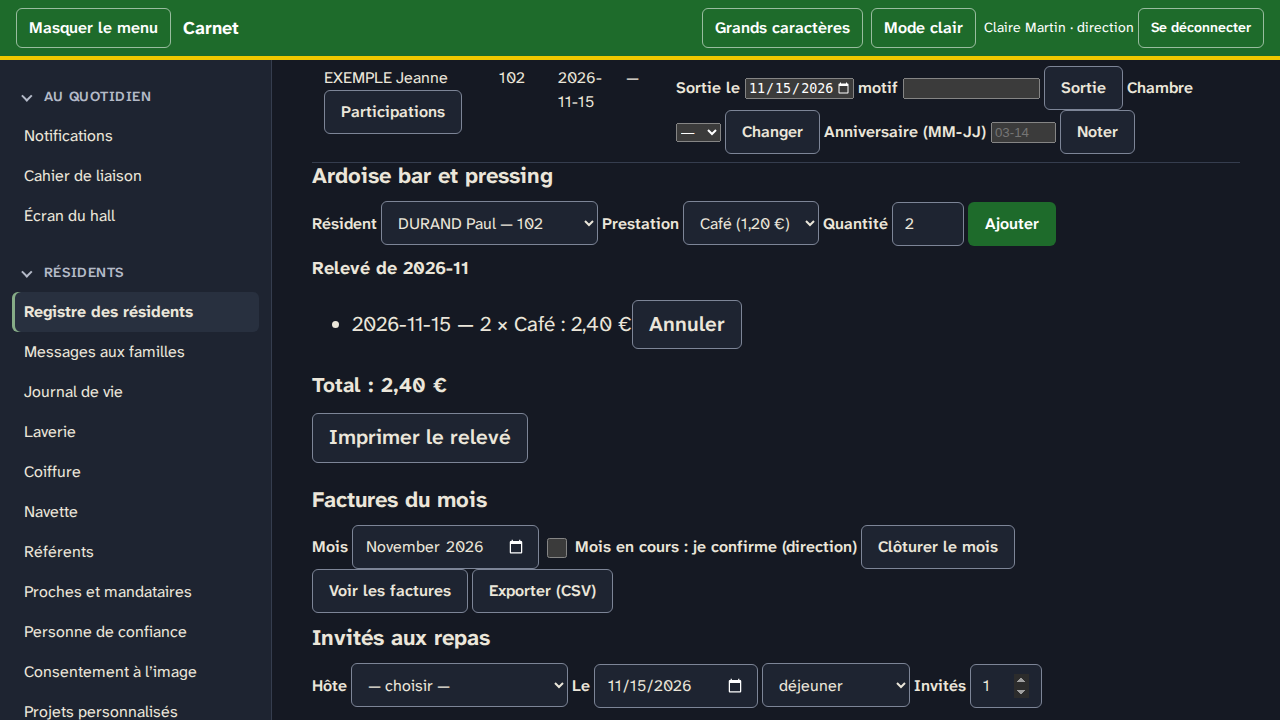 Masquer le menu Carnet Grands caractères Mode clair Claire Martin · direction Se déconnecter
AU QUOTIDIEN
Notifications
Cahier de liaison
Écran du hall
RÉSIDENTS
Registre des résidents
Messages aux familles
Journal de vie
Laverie
Coiffure
Navette
Référents
Proches et mandataires
Personne de confiance
Consentement à l’image
Projets personnalisés
EXEMPLE Jeanne 102 2026-11-15 —
Participations
Sortie le 11/15/2026 motif Sortie Chambre
— Changer Anniversaire (MM-JJ) 03-14 Noter
Ardoise bar et pressing
Résident DURAND Paul — 102 Prestation Café (1,20 €) Quantité 2 Ajouter
Relevé de 2026-11
2026-11-15 — 2 × Café : 2,40 € Annuler
Total : 2,40 €
Imprimer le relevé
Factures du mois
Mois November 2026 Mois en cours : je confirme (direction) Clôturer le mois
Voir les factures Exporter (CSV)
Invités aux repas
Hôte — choisir — Le 11/15/2026 déjeuner Invités 1